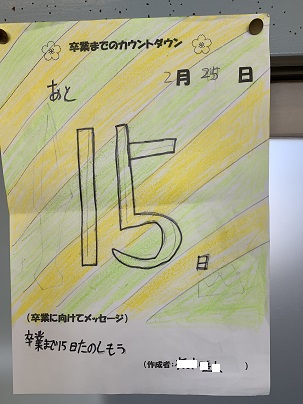 卒業までのカウントダウン
2月25日
あと
15
日
(卒業に向けてメッセージ)
卒業まで15日たのしもう
(作成者: )